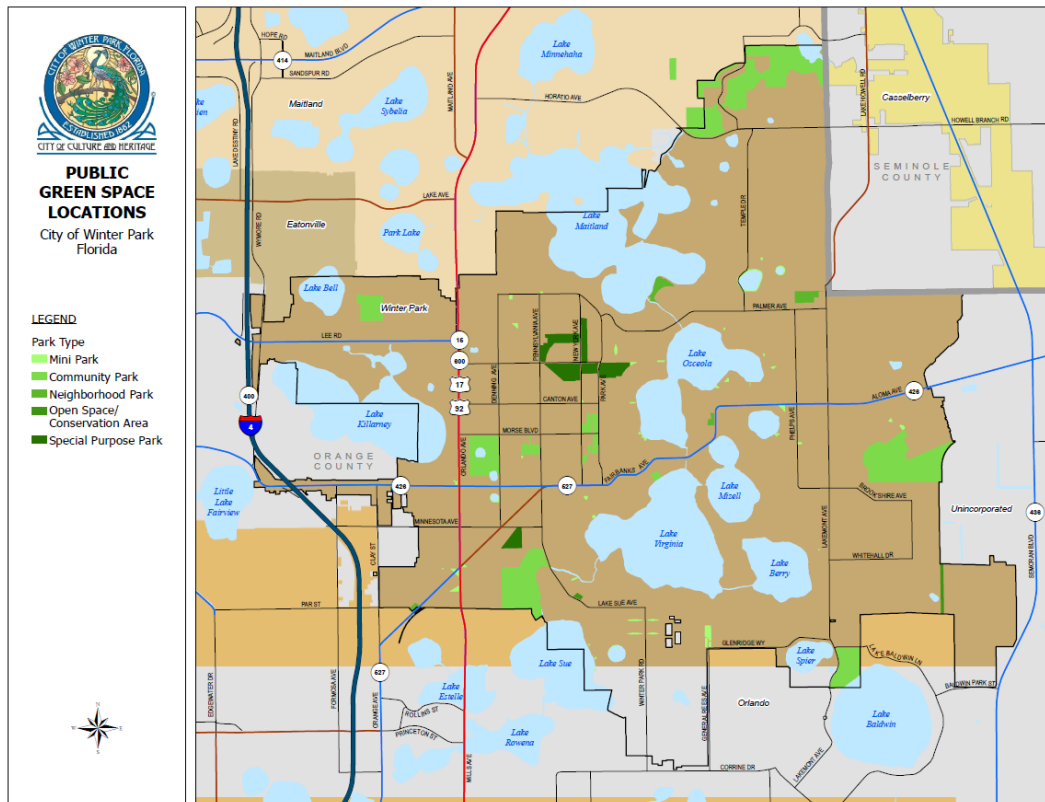 CITY OF WINTER PARK, FLORIDA
ESTABLISHED 1882
CITY OF CULTURE AND HERITAGE
PUBLIC
GREEN SPACE
LOCATIONS
City of Winter Park
Florida
LEGEND
Park Type
Mini Park
Community Park
Neighborhood Park
Open Space/
Conservation Area
Special Purpose Park
N
W
E
S
HOPE RD
MAITLAND BLVD
414
SANDSPUR RD
MAITLAND AVE
Lake
Minnehaha
HORATIO AVE
Maitland
Lake
Sybelia
LAKE DESTINY RD
LAKE HOWELL RD
Casselberry
HOWELL BRANCH RD
SEMINOLE
COUNTY
LAKE AVE
WYMORE RD
Eatonville
Park Lake
Lake
Maitland
TEMPLE DR
Lake Bell
Winter Park
PALMER AVE
LEE RD
PENNSYLVANIA AVE
NEW YORK AVE
15
600
17
92
DENNING AVE
PARK AVE
CANTON AVE
Lake
Osceola
ALOMA AVE
426
400
4
Lake
Killarney
ORANGE
COUNTY
ORLANDO AVE
MORSE BLVD
FAIRBANKS AVE
PHELPS AVE
426
527
Little
Lake
Fairview
Lake
Mizell
BROOKSHIRE AVE
Unincorporated
436
SEMORAN BLVD
MINNESOTA AVE
CLAY ST
Lake
Virginia
LAKEMONT AVE
WHITEHALL DR
Lake
Berry
PAR ST
LAKE SUE AVE
GLENRIDGE WY
Lake
Spier
LAKE BALDWIN LN
BALDWIN PARK ST
527
EDGEWATER DR
FORMOSA AVE
ORANGE AVE
Lake Sue
Lake
Estelle
ROLLINS ST
PRINCETON ST
Lake
Rowena
MILLS AVE
WINTER PARK RD
GENERAL REES AVE
Orlando
Lake
Baldwin
LAKEMONT AVE
CORRINE DR